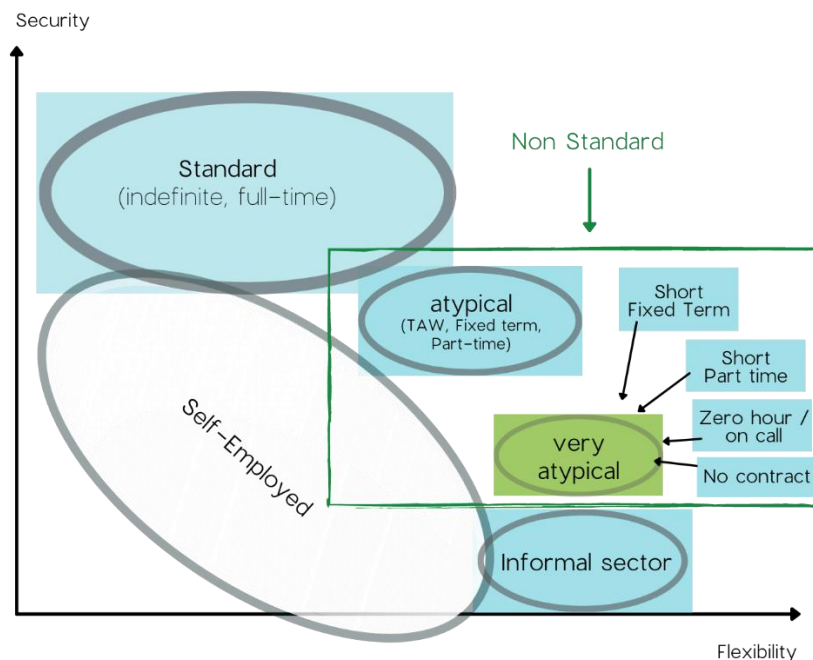 Security
Standard
(indefinite, full-time)
Non Standard
atypical
(TAW, Fixed term,
Part-time)
Short
Fixed Term
Short
Part time
Zero hour /
on call
No contract
very
atypical
Self-Employed
Informal sector
Flexibility